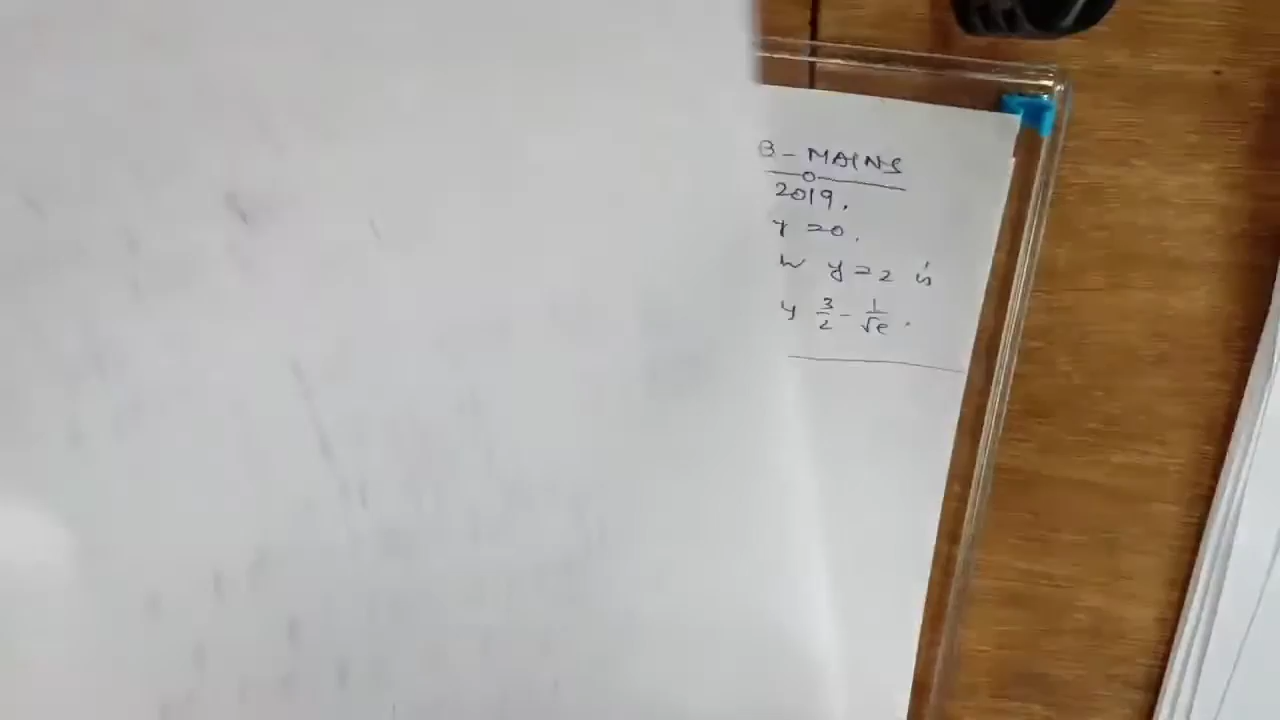 B - MAINS
2019.
y = 0.
y = 2 is
3/2 - 1/√e.